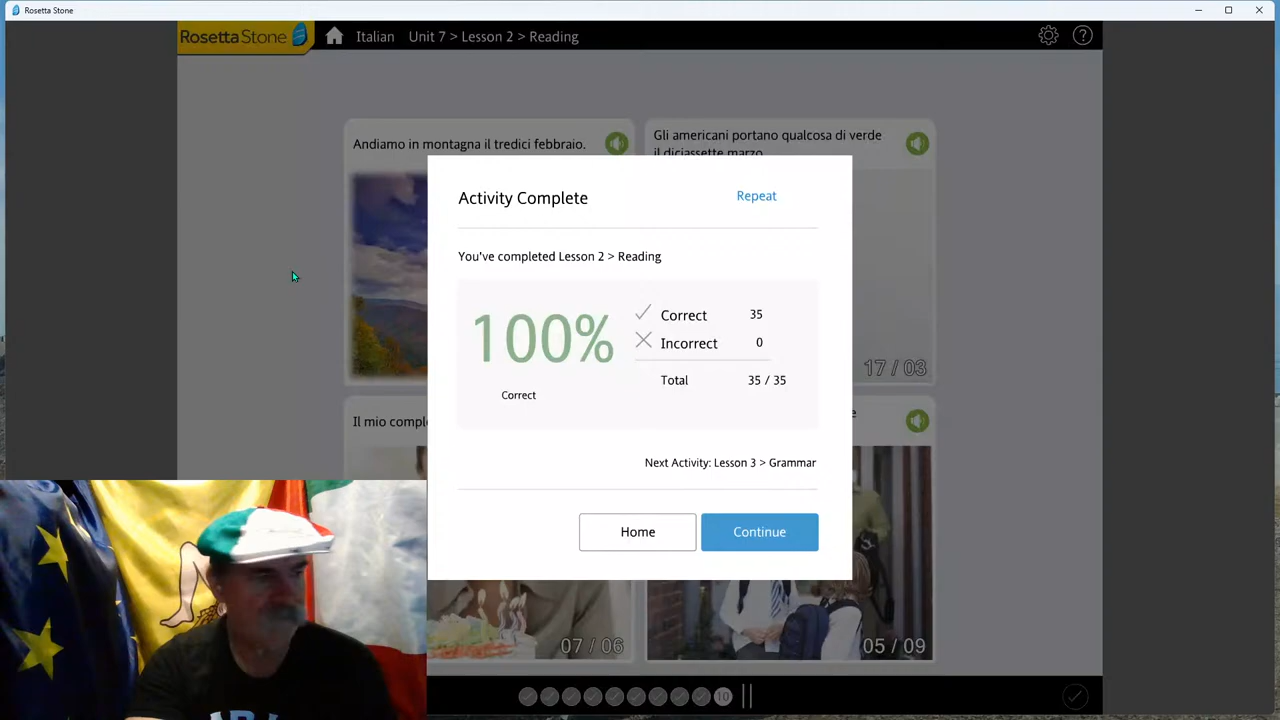 Rosetta Stone
RosettaStone
Italian
Unit 7 > Lesson 2 > Reading
Andiamo in montagna il tredici febbraio.
Gli americani portano qualcosa di verde
il diciassette marzo
Activity Complete
Repeat
You've completed Lesson 2 > Reading
100%
Correct
Correct 35
Incorrect 0
Total 35 / 35
17 / 03
Il mio comple
e
Next Activity: Lesson 3 > Grammar
Home
Continue
07 / 06
05 / 09
10